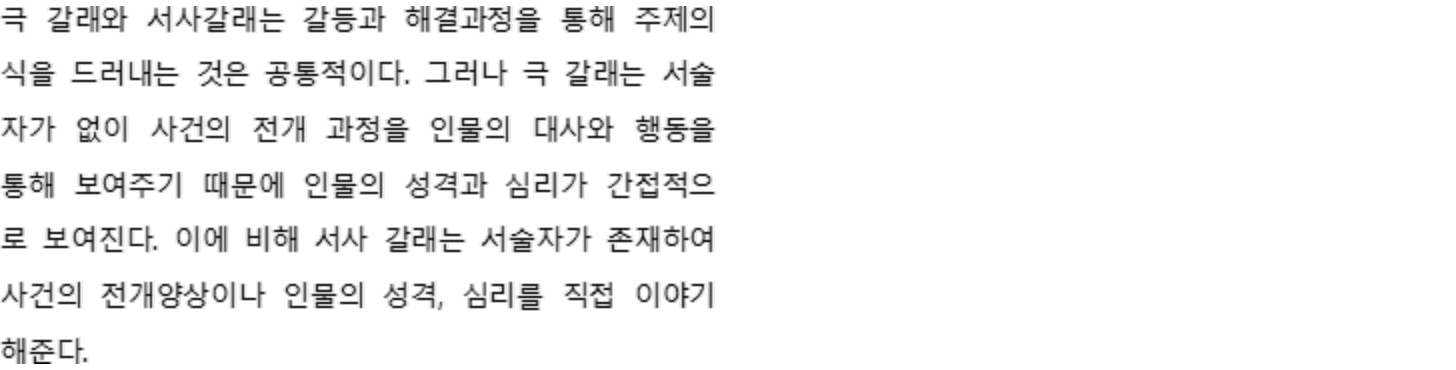 극 갈래와 서사갈래는 갈등과 해결과정을 통해 주제의
식을 드러내는 것은 공통적이다. 그러나 극 갈래는 서술
자가 없이 사건의 전개 과정을 인물의 대사와 행동을
통해 보여주기 때문에 인물의 성격과 심리가 간접적으
로 보여진다. 이에 비해 서사 갈래는 서술자가 존재하여
사건의 전개양상이나 인물의 성격, 심리를 직접 이야기
해준다.